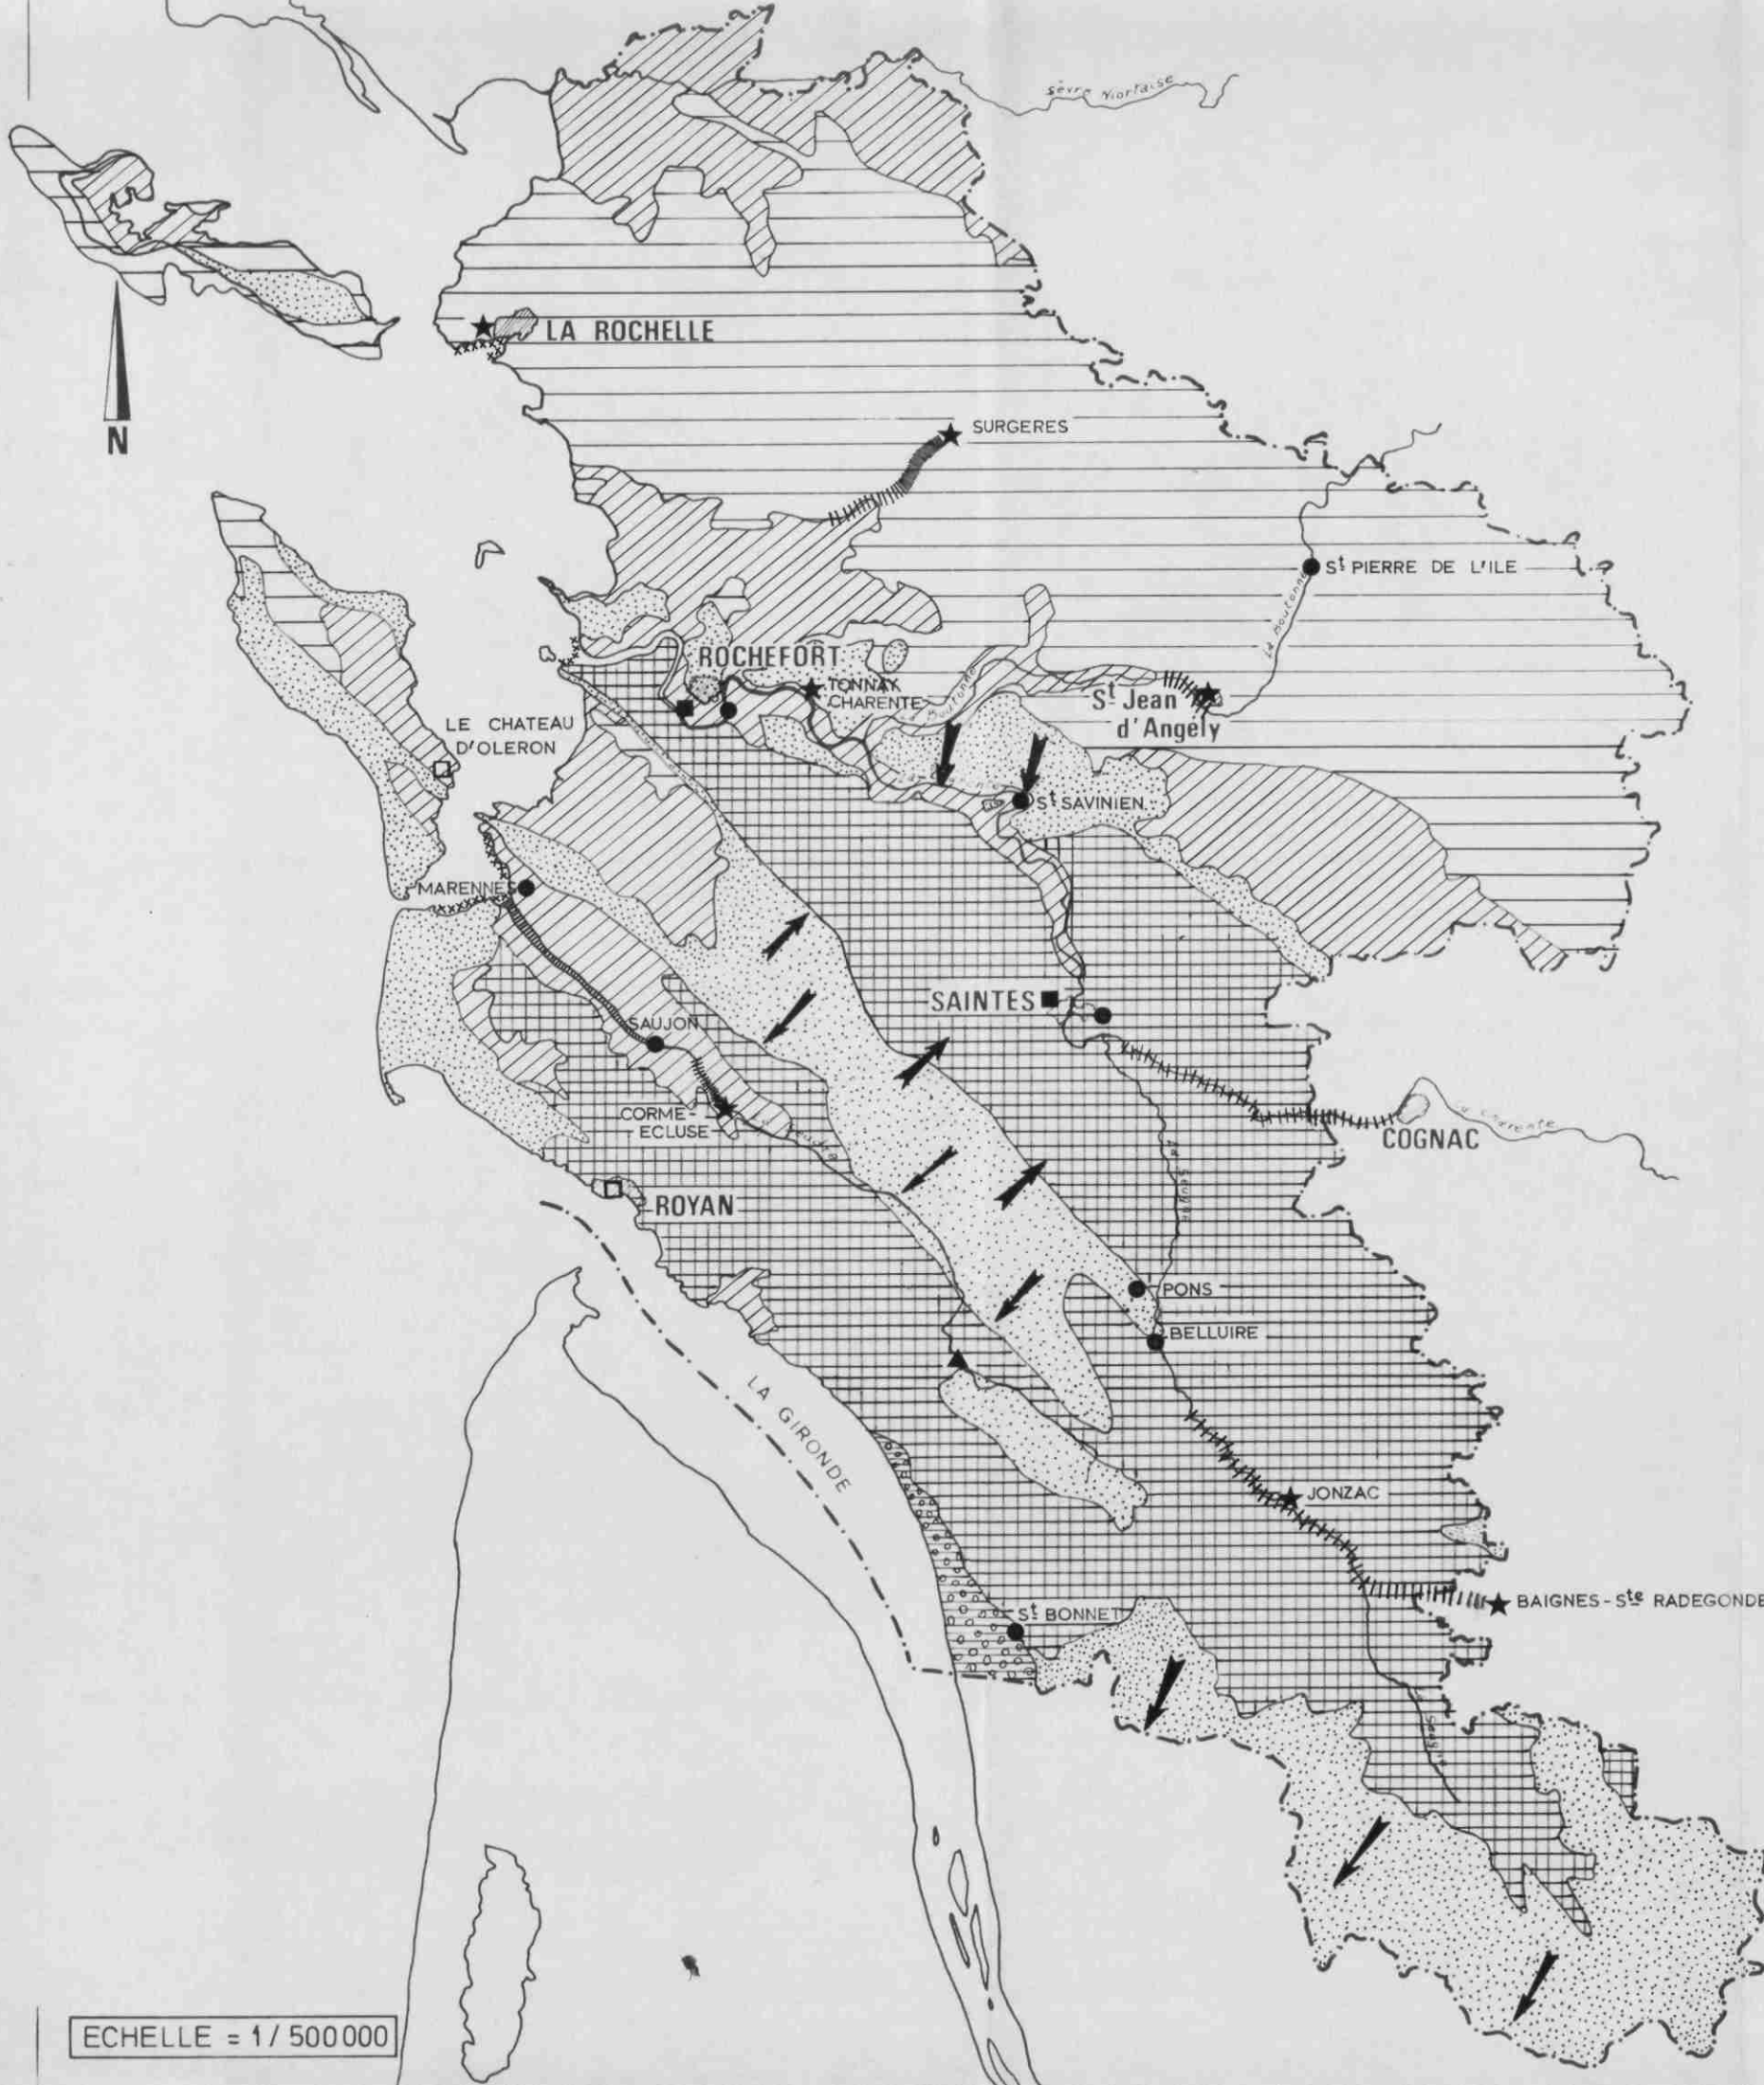 Sèvre Niortaise
LA ROCHELLE
N
SURGERES
St PIERRE DE L'ILE
La Boutonne
ROCHEFORT
TONNAY
CHARENTE
St Jean
d'Angély
LE CHATEAU
D'OLERON
St SAVINIEN
MARENNES
SAINTES
SAUJON
CORME-
ECLUSE
COGNAC
La Charente
La Seugne
ROYAN
PONS
BELLUIRE
LA GIRONDE
JONZAC
BAIGNES-Ste RADEGONDE
St BONNET
ECHELLE = 1/500000